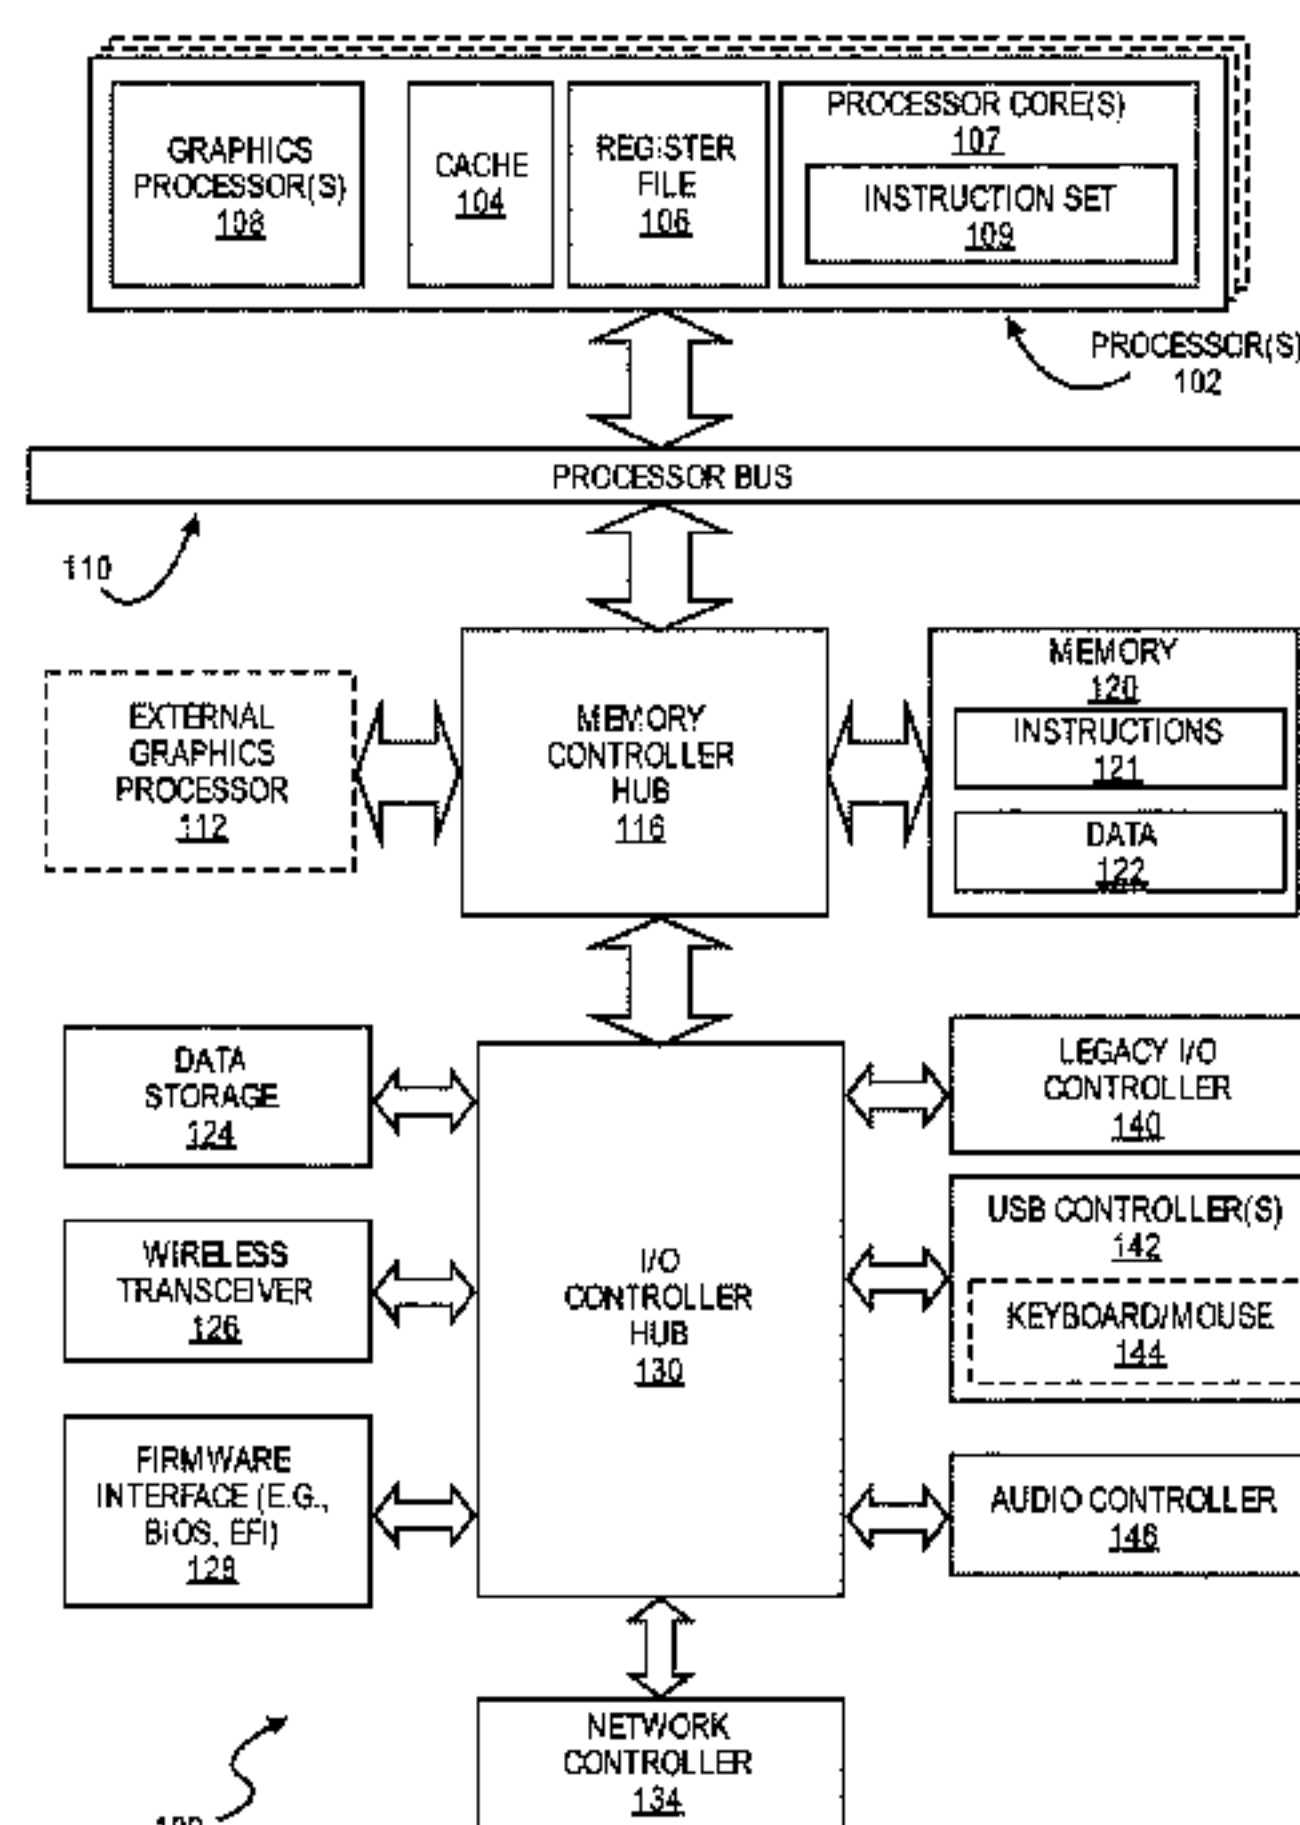 GRAPHICS
PROCESSOR(S)
108
CACHE
104
REGISTER
FILE
106
PROCESSOR CORE(S)
107
INSTRUCTION SET
109
PROCESSOR(S)
102
PROCESSOR BUS
110
EXTERNAL
GRAPHICS
PROCESSOR
112
MEMORY
CONTROLLER
HUB
116
MEMORY
120
INSTRUCTIONS
121
DATA
122
DATA
STORAGE
124
WIRELESS
TRANSCEIVER
126
FIRMWARE
INTERFACE (E.G.,
BIOS, EFI)
128
I/O
CONTROLLER
HUB
130
LEGACY I/O
CONTROLLER
140
USB CONTROLLER(S)
142
KEYBOARD/MOUSE
144
AUDIO CONTROLLER
146
NETWORK
CONTROLLER
134